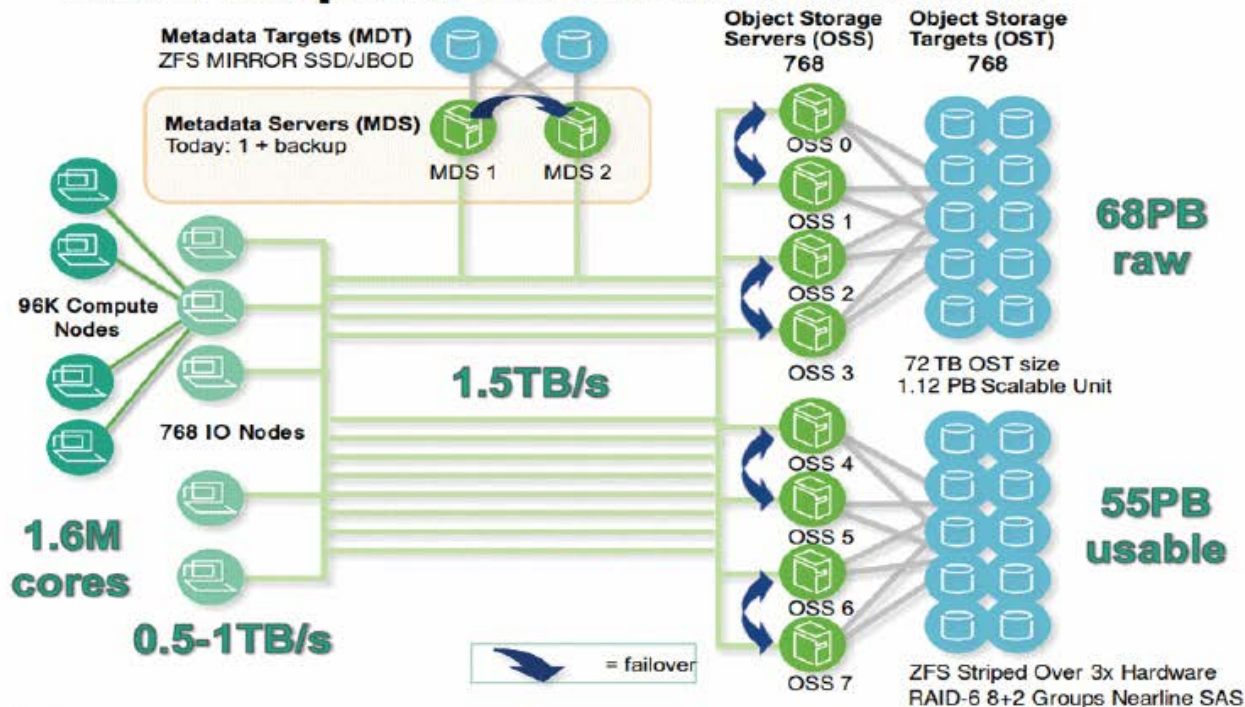 Metadata Targets (MDT)
ZFS MIRROR SSD/JBOD
Metadata Servers (MDS)
Today: 1 + backup
MDS 1
MDS 2
Object Storage
Servers (OSS)
768
Object Storage
Targets (OST)
768
OSS 0
OSS 1
OSS 2
OSS 3
68PB
raw
96K Compute
Nodes
72 TB OST size
1.12 PB Scalable Unit
1.5TB/s
768 IO Nodes
OSS 4
OSS 5
OSS 6
OSS 7
55PB
usable
1.6M
cores
0.5-1TB/s
= failover
ZFS Striped Over 3x Hardware
RAID-6 8+2 Groups Nearline SAS